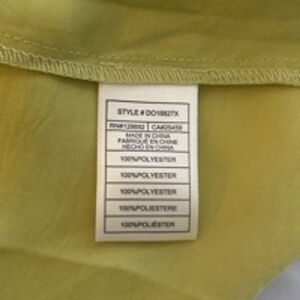 STYLE # DO16827X
RN#128692 CA#25459
MADE IN CHINA
FABRIQUÉ EN CHINE
HECHO EN CHINA
100%POLYESTER
100%POLYESTER
100%POLYESTER
100%POLIESTERE
100%POLIÉSTER